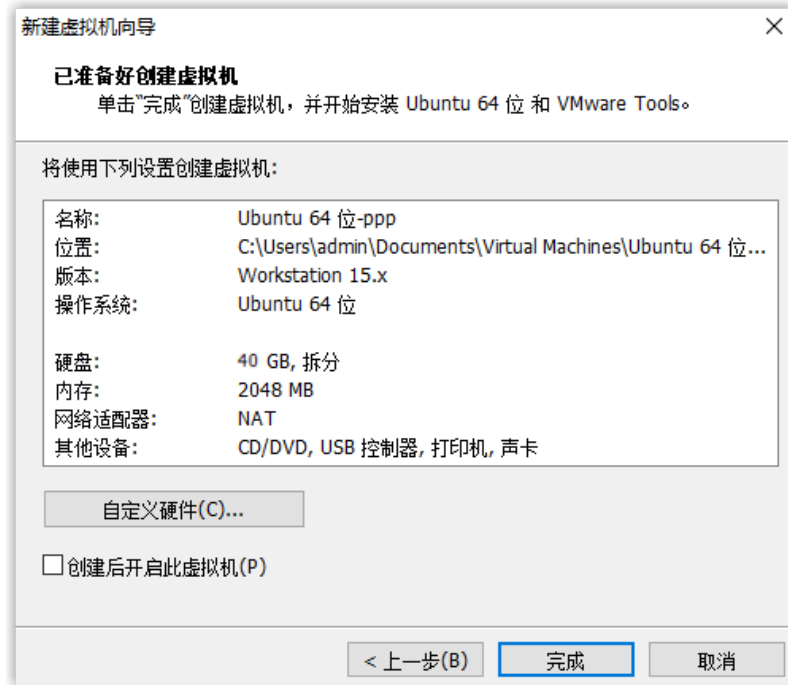 新建虚拟机向导
已准备好创建虚拟机
单击"完成"创建虚拟机，并开始安装 Ubuntu 64 位 和 VMware Tools。
将使用下列设置创建虚拟机:
名称: Ubuntu 64 位-ppp
位置: C:\Users\admin\Documents\Virtual Machines\Ubuntu 64 位...
版本: Workstation 15.x
操作系统: Ubuntu 64 位
硬盘: 40 GB, 拆分
内存: 2048 MB
网络适配器: NAT
其他设备: CD/DVD, USB 控制器, 打印机, 声卡
自定义硬件(C)...
创建后开启此虚拟机(P)
< 上一步(B) 完成 取消